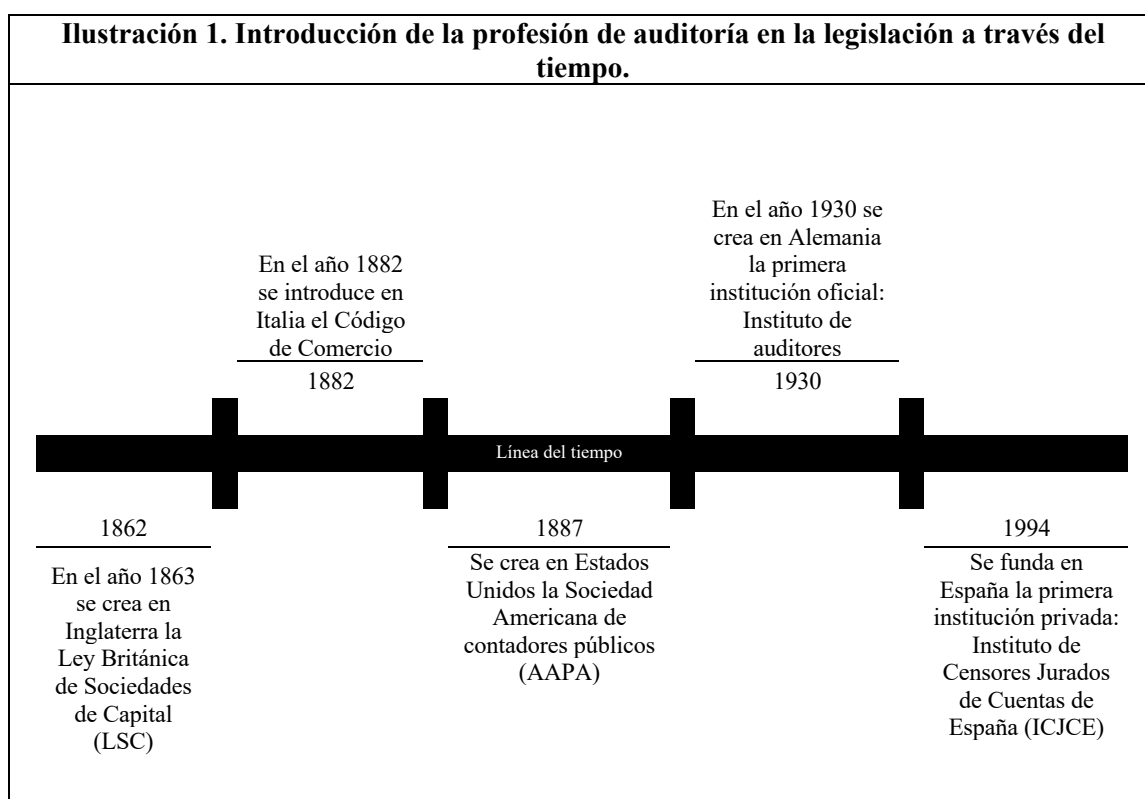 Ilustración 1. Introducción de la profesión de auditoría en la legislación a través del
tiempo.
En el año 1882
se introduce en
Italia el Código
de Comercio
1882
En el año 1930 se
crea en Alemania
la primera
institución oficial:
Instituto de
auditores
1930
Línea del tiempo
1862
En el año 1863
se crea en
Inglaterra la
Ley Británica
de Sociedades
de Capital
(LSC)
1887
Se crea en Estados
Unidos la Sociedad
Americana de
contadores públicos
(AAPA)
1994
Se funda en
España la primera
institución privada:
Instituto de
Censores Jurados
de Cuentas de
España (ICJCE)